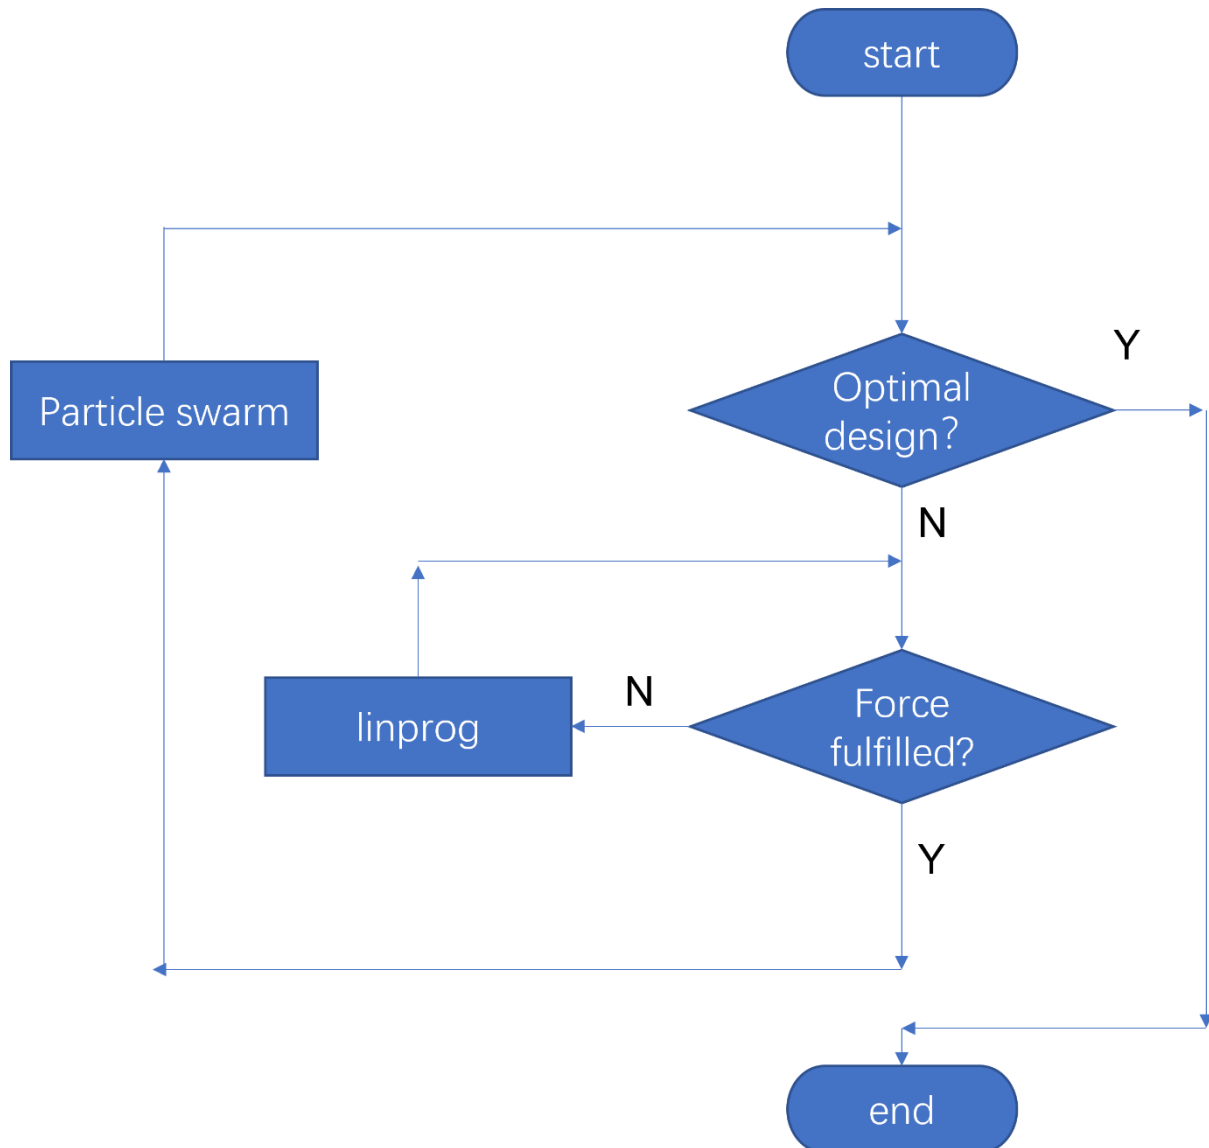 start
Y
Optimal
design？
Particle swarm
N
Force
fulfilled?
N
linprog
Y
end